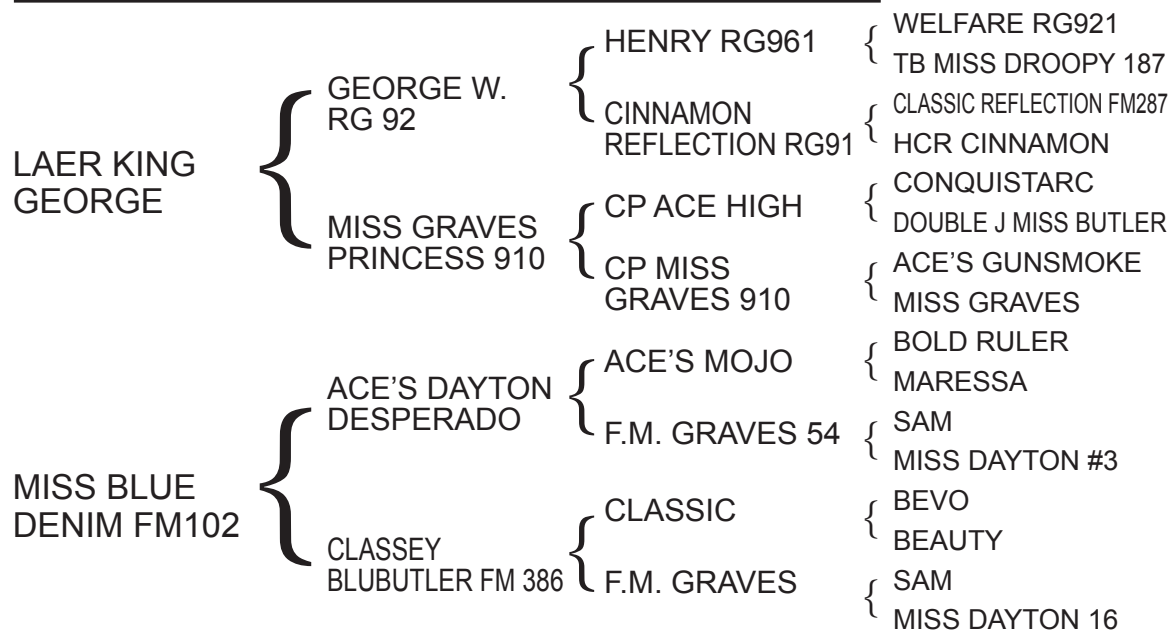 LAER KING
GEORGE
GEORGE W.
RG 92
HENRY RG961
WELFARE RG921
TB MISS DROOPY 187
CINNAMON
REFLECTION RG91
CLASSIC REFLECTION FM287
HCR CINNAMON
MISS GRAVES
PRINCESS 910
CP ACE HIGH
CONQUISTARC
DOUBLE J MISS BUTLER
CP MISS
GRAVES 910
ACE'S GUNSMOKE
MISS GRAVES
MISS BLUE
DENIM FM102
ACE'S DAYTON
DESPERADO
ACE'S MOJO
BOLD RULER
MARESSA
F.M. GRAVES 54
SAM
MISS DAYTON #3
CLASSEY
BLUBUTLER FM 386
CLASSIC
BEVO
BEAUTY
F.M. GRAVES
SAM
MISS DAYTON 16